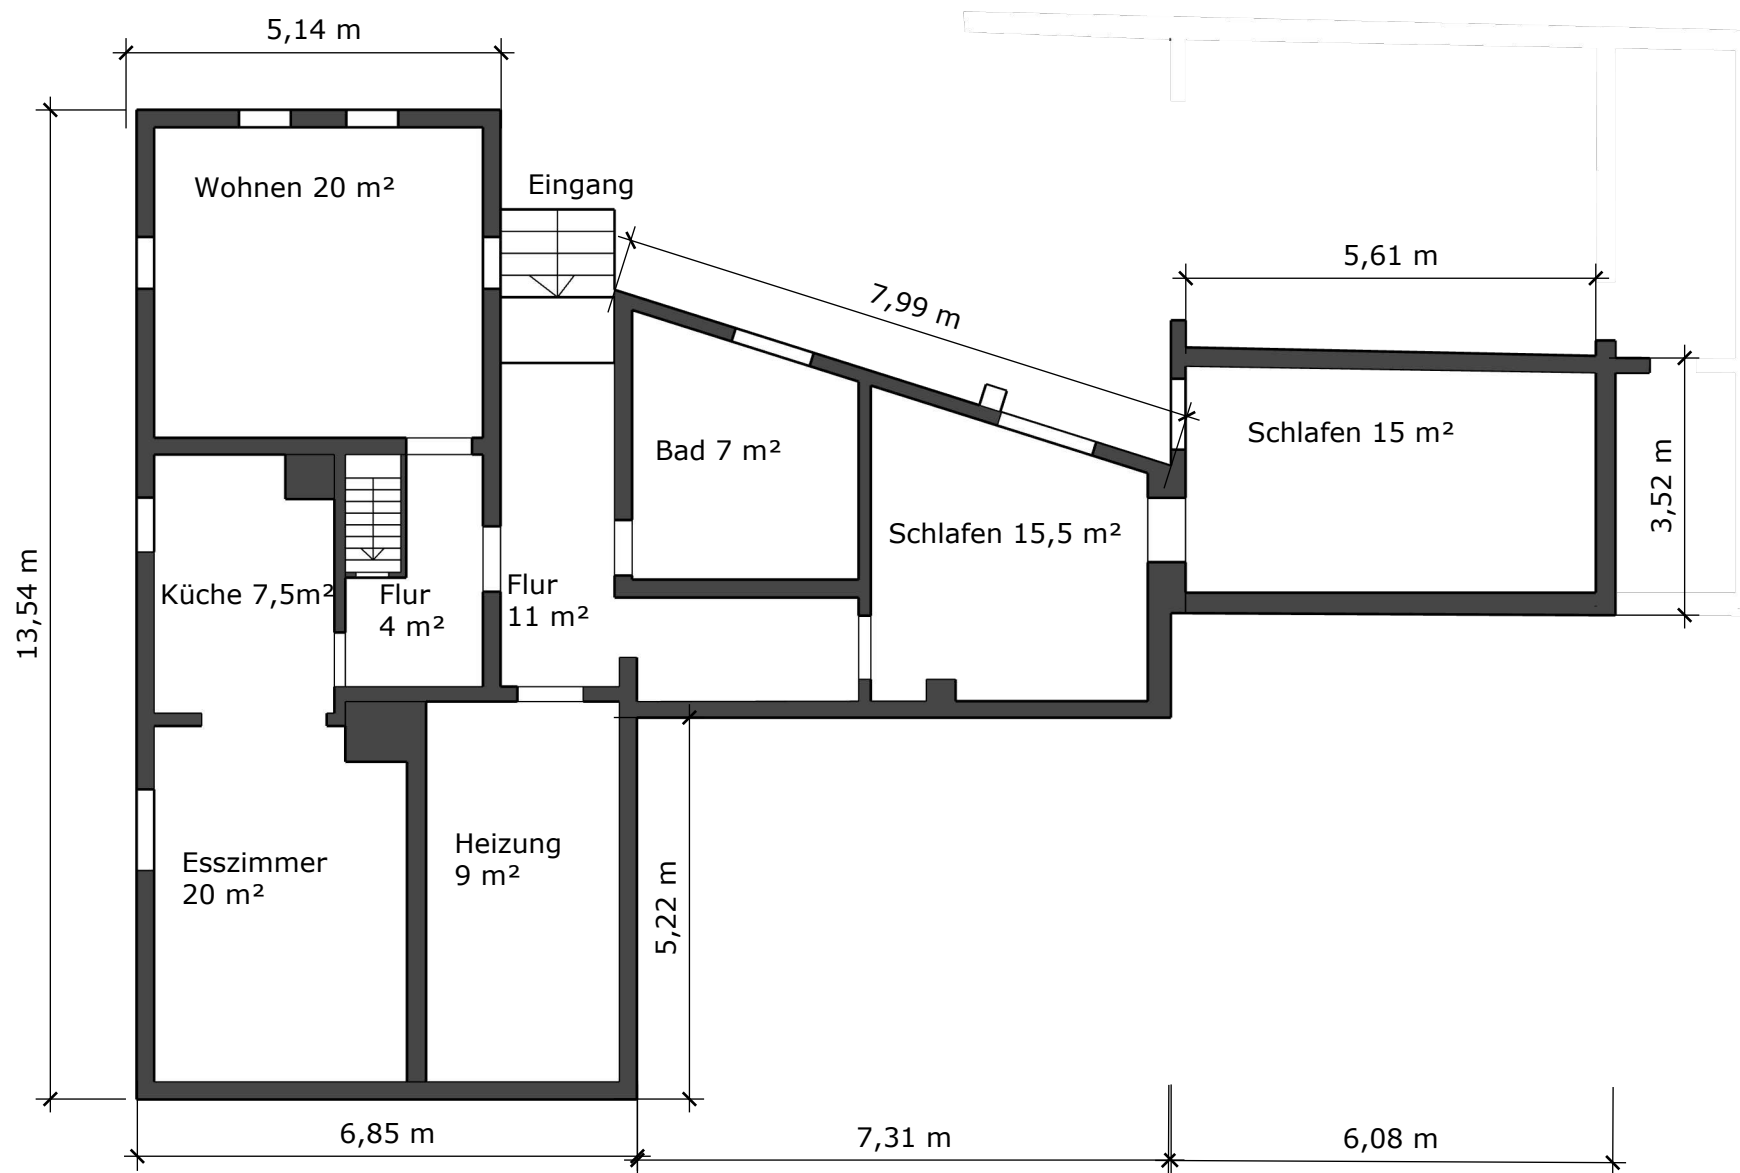 5,14 m
Wohnen 20 m²
Eingang
7,99 m
5,61 m
Bad 7 m²
Schlafen 15 m²
3,52 m
Schlafen 15,5 m²
13,54 m
Küche 7,5m²
Flur
4 m²
Flur
11 m²
Esszimmer
20 m²
Heizung
9 m²
5,22 m
6,85 m
7,31 m
6,08 m